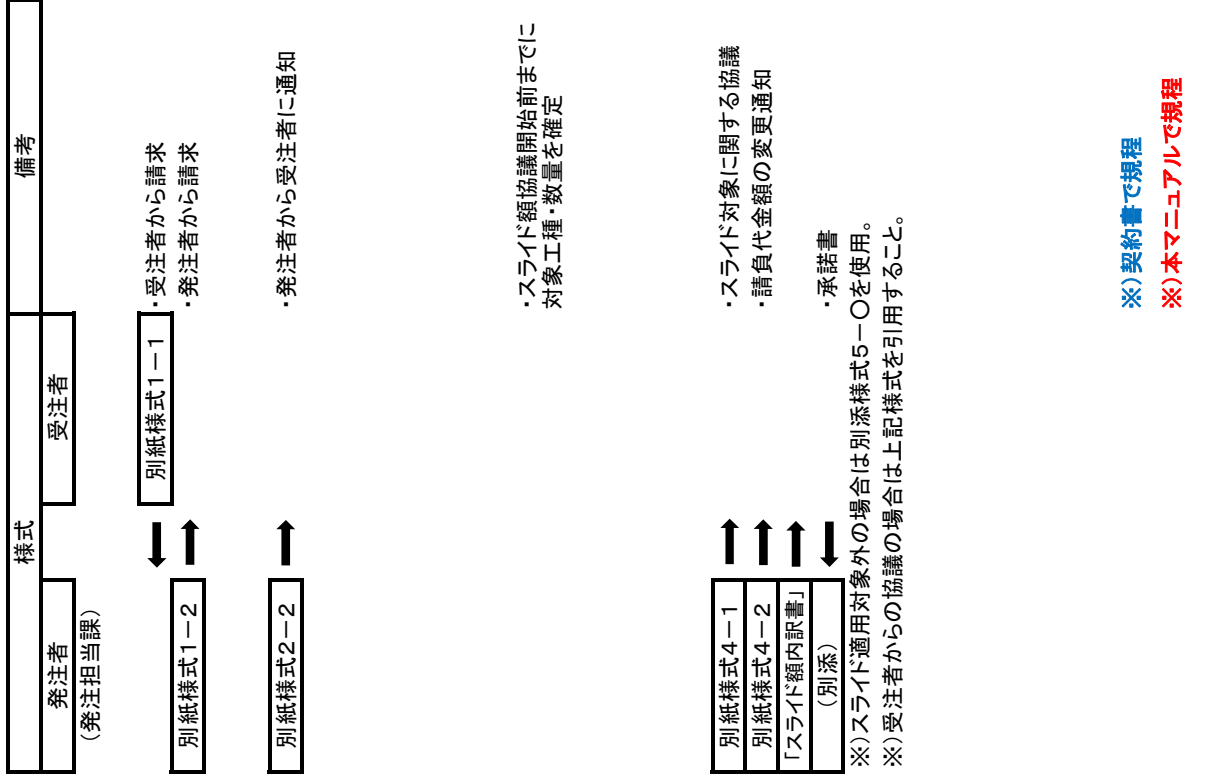 様式
備考
発注者
受注者
(発注担当課)
別紙様式1-1
・受注者から請求
別紙様式1-2
・発注者から請求
別紙様式2-2
・発注者から受注者に通知
・スライド額協議開始前までに
対象工種・数量を確定
別紙様式4-1
・スライド対象に関する協議
別紙様式4-2
・請負代金額の変更通知
「スライド額内訳書」
(別添)
・承諾書
※)スライド適用対象外の場合は別添様式5-〇を使用。
※)受注者からの協議の場合は上記様式を引用すること。
※)契約書で規程
※)本マニュアルで規程